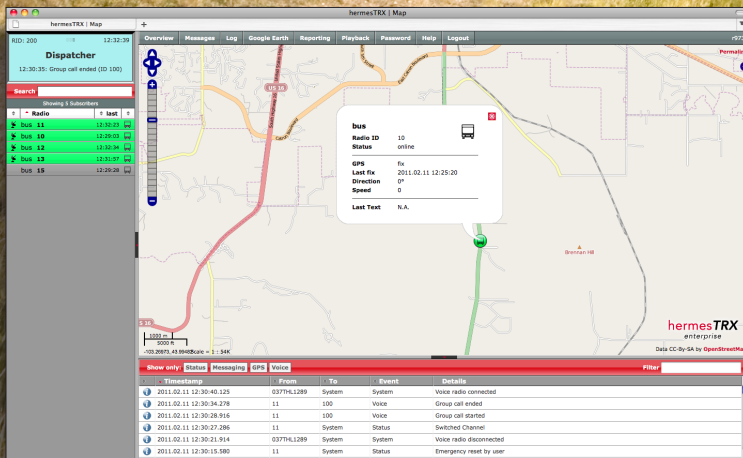 hermesTRX | Map
hermesTRX | Map
+
RID: 200 12:32:39
Dispatcher
12:30:35: Group call ended (ID 100)
Search
Showing 5 Subscribers
Radio last
bus 11 12:32:23
bus 10 12:29:03
bus 12 12:32:34
bus 13 12:31:57
bus 15 12:29:28
Overview Messages Log Google Earth Reporting Playback Password Help Logout
Permalin
US 16
bus
Radio ID 10
Status online
GPS fix
Last fix 2011.02.11 12:25:20
Direction 0°
Speed 0
Last Text N.A.
Brennan Hill
S 16
1000 m
5000 ft
Scale = 1 : 54K
hermesTRX
enterprise
Data CC-By-SA by OpenStreetMa
Show only: Status Messaging GPS Voice Filter
Timestamp From To Event Details
2011.02.11 12:30:40.125 037THL1289 System System Voice radio connected
2011.02.11 12:30:34.278 11 100 Voice Group call ended
2011.02.11 12:30:28.916 11 100 Voice Group call started
2011.02.11 12:30:27.286 11 System Status Switched Channel
2011.02.11 12:30:21.914 037THL1289 System System Voice radio disconnected
2011.02.11 12:30:15.580 11 System Status Emergency reset by user